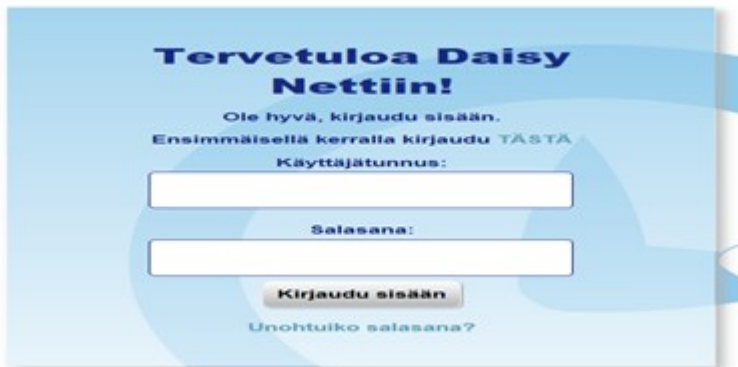 Tervetuloa Daisy
Nettiin!
Ole hyvä, kirjaudu sisään.
Ensimmäisellä kerralla kirjaudu TÄSTÄ
Käyttäjätunnus:
Salasana:
Kirjaudu sisään
Unohtuiko salasana?